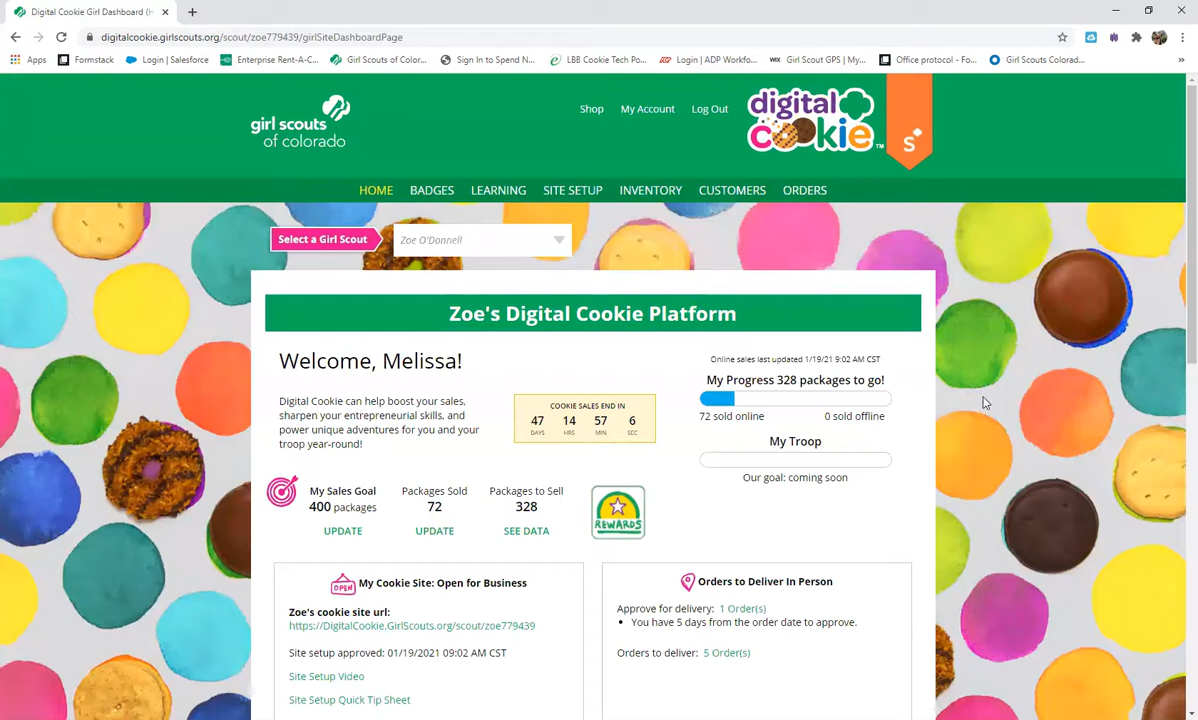 Digital Cookie Girl Dashboard (H
digitalcookie.girlscouts.org/scout/zoe779439/girlSiteDashboardPage
Apps Formstack Login | Salesforce Enterprise Rent-A-C... Girl Scouts of Color... Sign In to Spend N... LBB Cookie Tech Po... Login | ADP Workfo... WiX Girl Scout GPS | My... Office protocol - Fo... Girl Scouts Colorad... »
girl scouts
of colorado
Shop My Account Log Out
digital
cookie ™
S
HOME BADGES LEARNING SITE SETUP INVENTORY CUSTOMERS ORDERS
Select a Girl Scout Zoe O'Donnell
Zoe's Digital Cookie Platform
Welcome, Melissa!
Digital Cookie can help boost your sales,
sharpen your entrepreneurial skills, and
power unique adventures for you and your
troop year-round!
COOKIE SALES END IN
47 14 57 6
DAYS HRS MIN SEC
Online sales last updated 1/19/21 9:02 AM CST
My Progress 328 packages to go!
72 sold online 0 sold offline
My Troop
Our goal: coming soon
My Sales Goal
400 packages
UPDATE
Packages Sold
72
UPDATE
Packages to Sell
328
SEE DATA
REWARDS
OPEN My Cookie Site: Open for Business
Zoe's cookie site url:
https://DigitalCookie.GirlScouts.org/scout/zoe779439
Site setup approved: 01/19/2021 09:02 AM CST
Site Setup Video
Site Setup Quick Tip Sheet
Orders to Deliver In Person
Approve for delivery: 1 Order(s)
• You have 5 days from the order date to approve.
Orders to deliver: 5 Order(s)